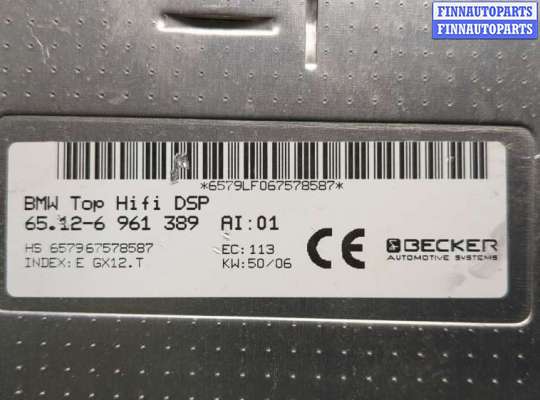 FINNAUTOPARTS
FINNAUTOPARTS
*6579LF067578587*
BMW Top Hifi DSP
65.12-6 961 389 AI:01
HS 657967578587 EC:113
INDEX:E GX12.T KW:50/06
CE
BECKER
AUTOMOTIVE SYSTEMS